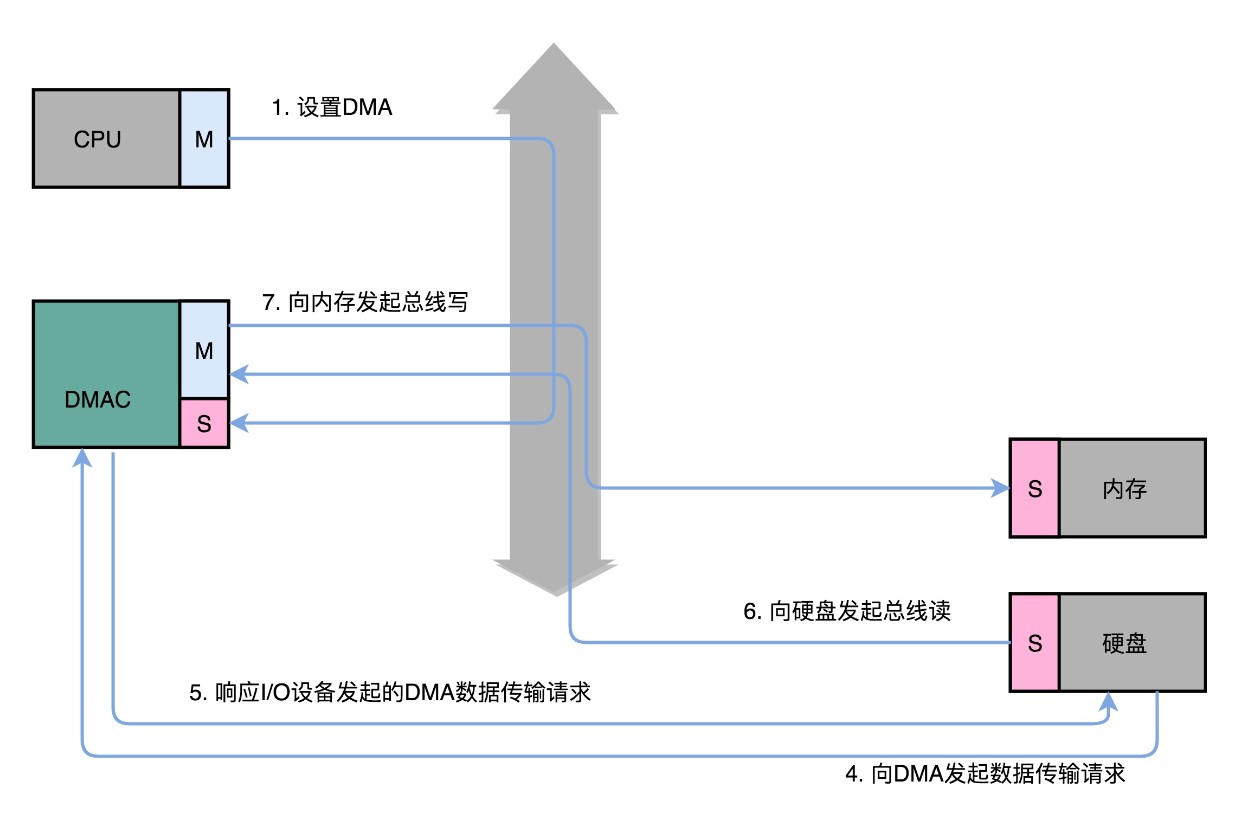 1. 设置DMA
CPU
M
7. 向内存发起总线写
M
DMAC
S
S
内存
6. 向硬盘发起总线读
S
硬盘
5. 响应I/O设备发起的DMA数据传输请求
4. 向DMA发起数据传输请求